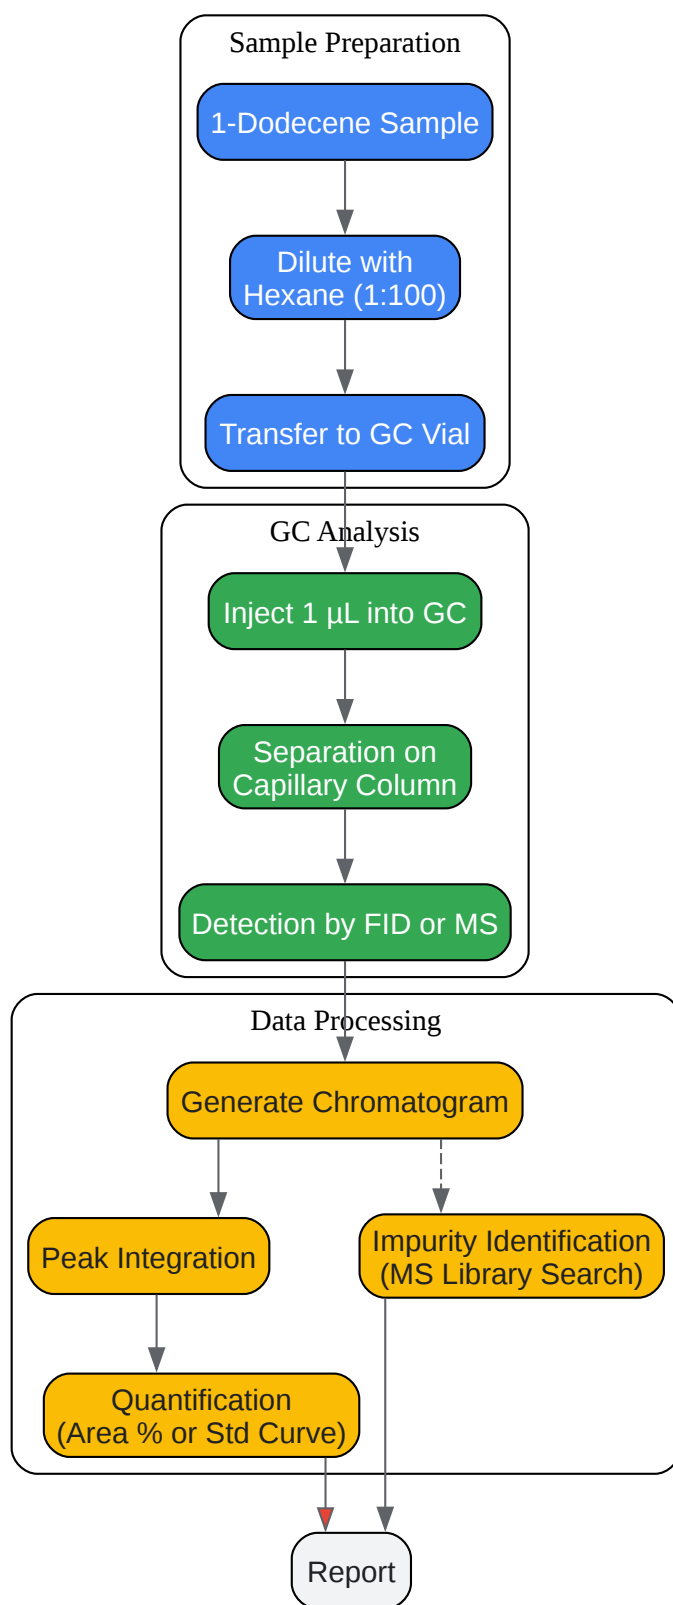 Sample Preparation
1-Dodecene Sample
Dilute with
Hexane (1:100)
Transfer to GC Vial
GC Analysis
Inject 1 µL into GC
Separation on
Capillary Column
Detection by FID or MS
Data Processing
Generate Chromatogram
Peak Integration
Impurity Identification
(MS Library Search)
Quantification
(Area % or Std Curve)
Report